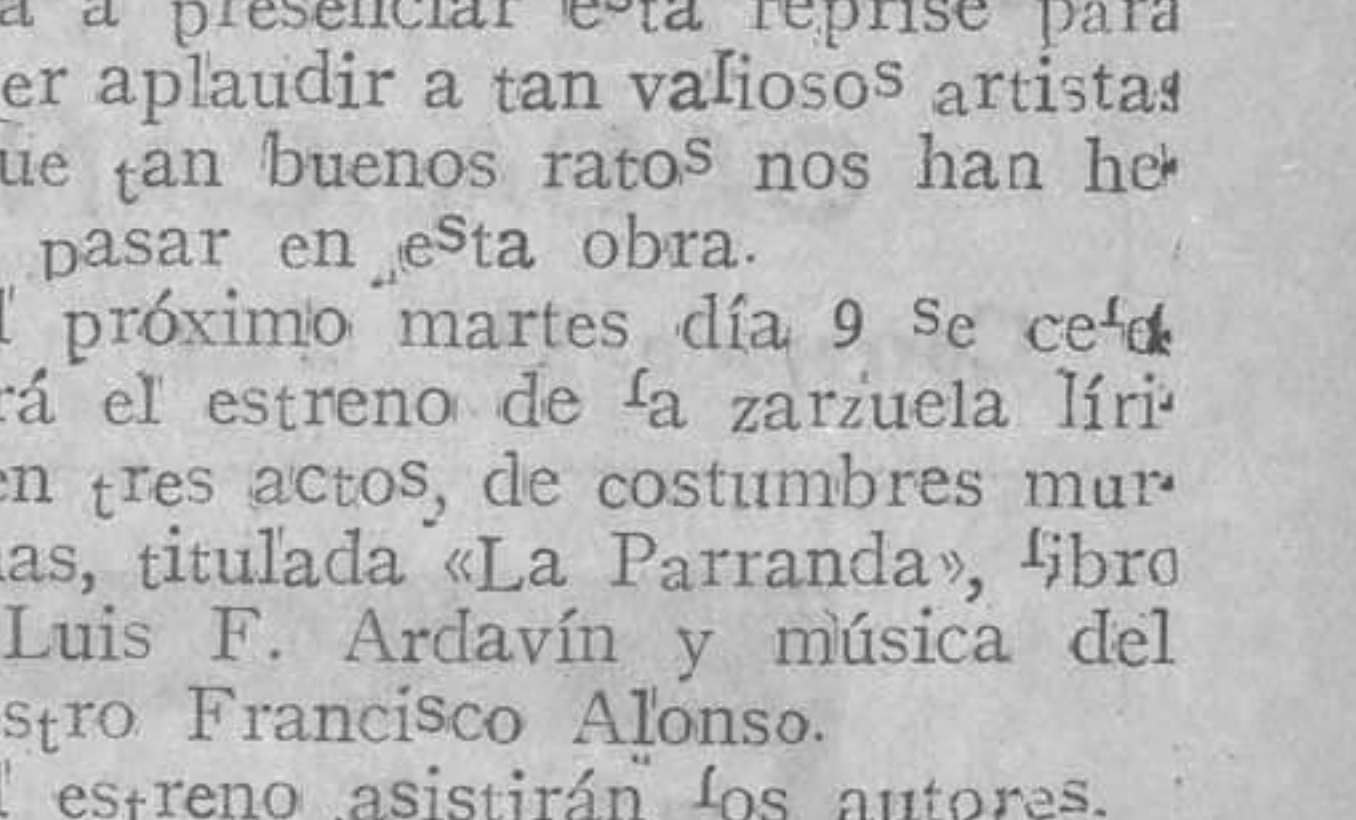 a a presenciar esta reprise para
er aplaudir a tan valiosos artistas
ue tan buenos ratos nos han he-
pasar en esta obra.
l próximo martes día 9 se cele-
rá el estreno de la zarzuela líri-
en tres actos, de costumbres mur-
nas, titulada «La Parranda», libro
Luis F. Ardavín y música del
stro Francisco Alonso.
l estreno asistirán los autores.